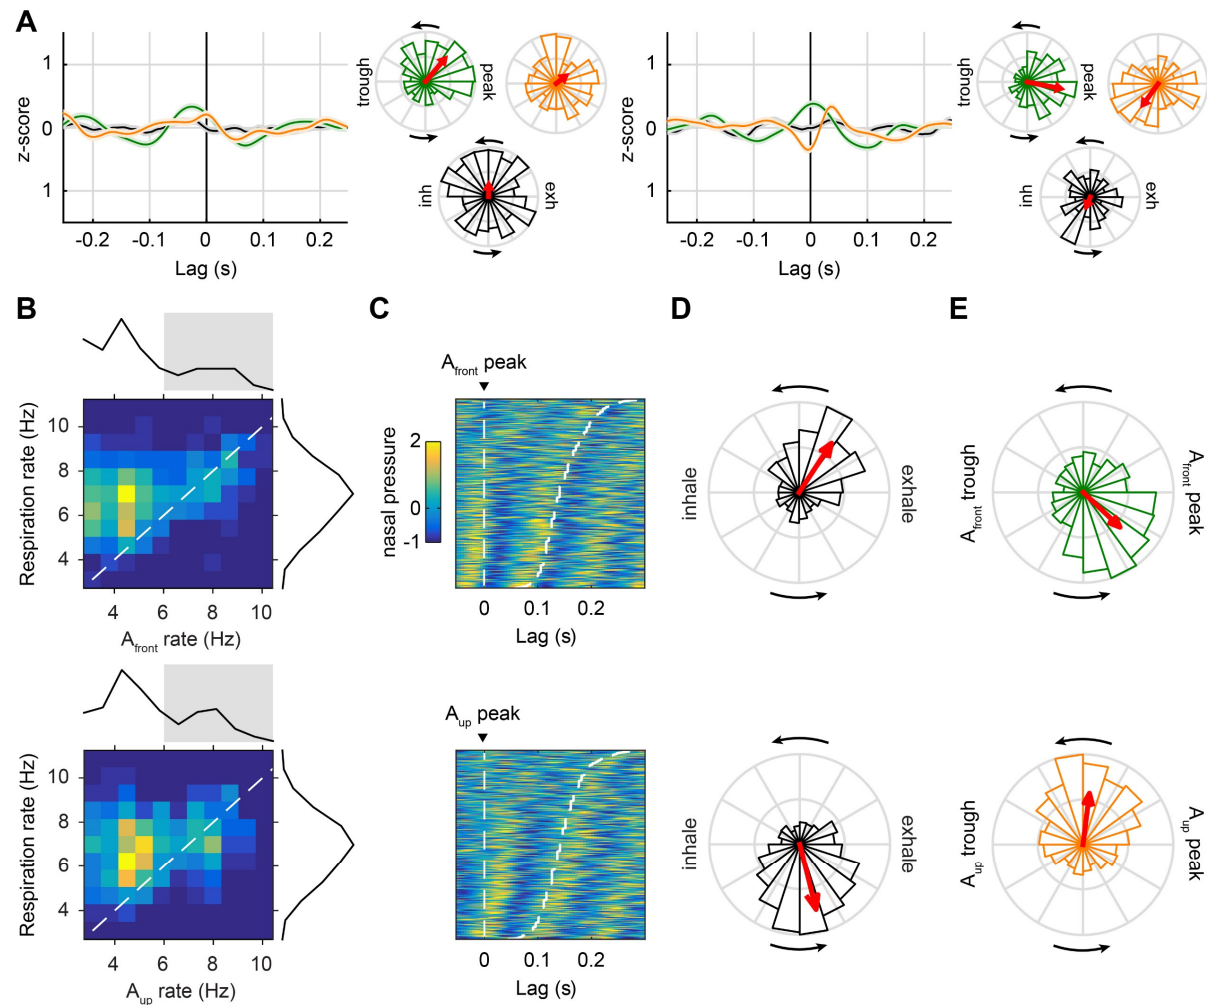 A
z-score
1
0
1
-0.2 -0.1 0 0.1 0.2
Lag (s)
trough
peak
inh
exh
z-score
1
0
1
-0.2 -0.1 0 0.1 0.2
Lag (s)
trough
peak
inh
exh
B
Respiration rate (Hz)
10
8
6
4
4 6 8 10
Afront rate (Hz)
Respiration rate (Hz)
10
8
6
4
4 6 8 10
Aup rate (Hz)
C
Afront peak
nasal pressure
2
0
-1
0 0.1 0.2
Lag (s)
Aup peak
0 0.1 0.2
Lag (s)
D
inhale
exhale
inhale
exhale
E
Afront trough
Afront peak
Aup trough
Aup peak